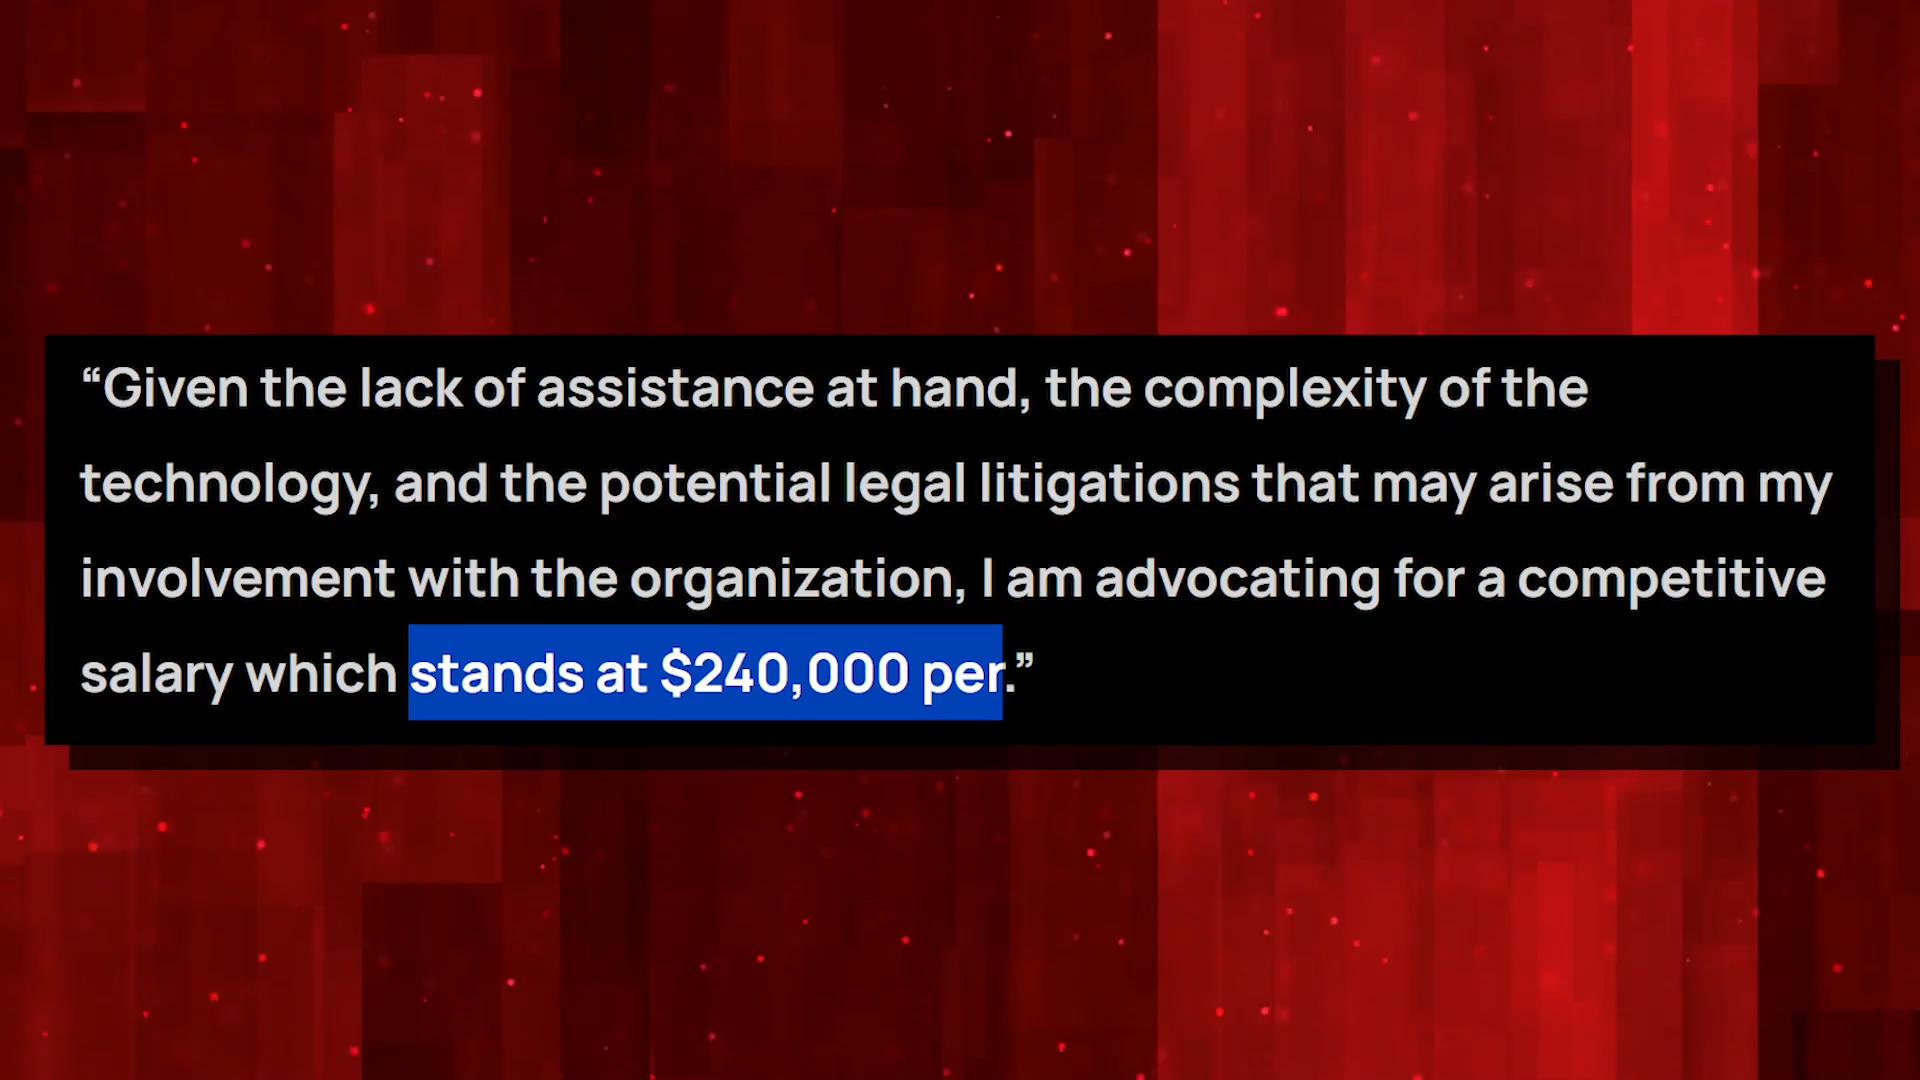 “Given the lack of assistance at hand, the complexity of the
technology, and the potential legal litigations that may arise from my
involvement with the organization, I am advocating for a competitive
salary which stands at $240,000 per.”